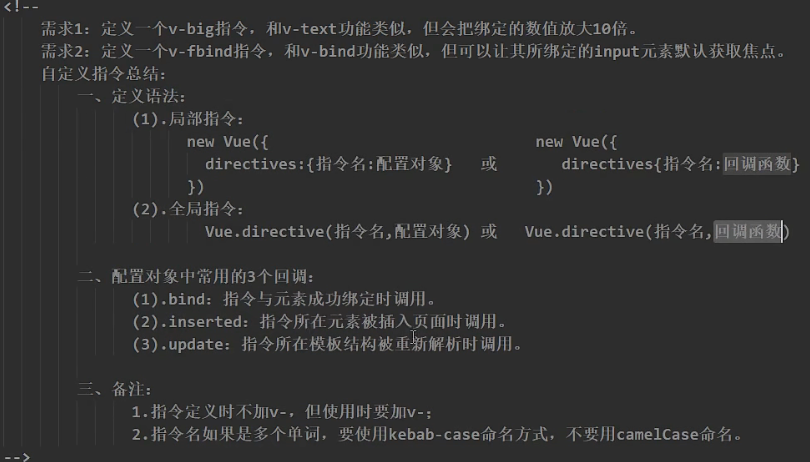 <!--
需求1：定义一个v-big指令，和v-text功能类似，但会把绑定的数值放大10倍。
需求2：定义一个v-fbind指令，和v-bind功能类似，但可以让其所绑定的input元素默认获取焦点。
自定义指令总结：
一、定义语法：
(1).局部指令：
new Vue({ new Vue({
directives:{指令名:配置对象} 或 directives{指令名:回调函数}
}) })
(2).全局指令：
Vue.directive(指令名,配置对象) 或 Vue.directive(指令名,回调函数)
二、配置对象中常用的3个回调：
(1).bind：指令与元素成功绑定时调用。
(2).inserted：指令所在元素被插入页面时调用。
(3).update：指令所在模板结构被重新解析时调用。
三、备注：
1.指令定义时不加v-，但使用时要加v-；
2.指令名如果是多个单词，要使用kebab-case命名方式，不要用camelCase命名。
-->